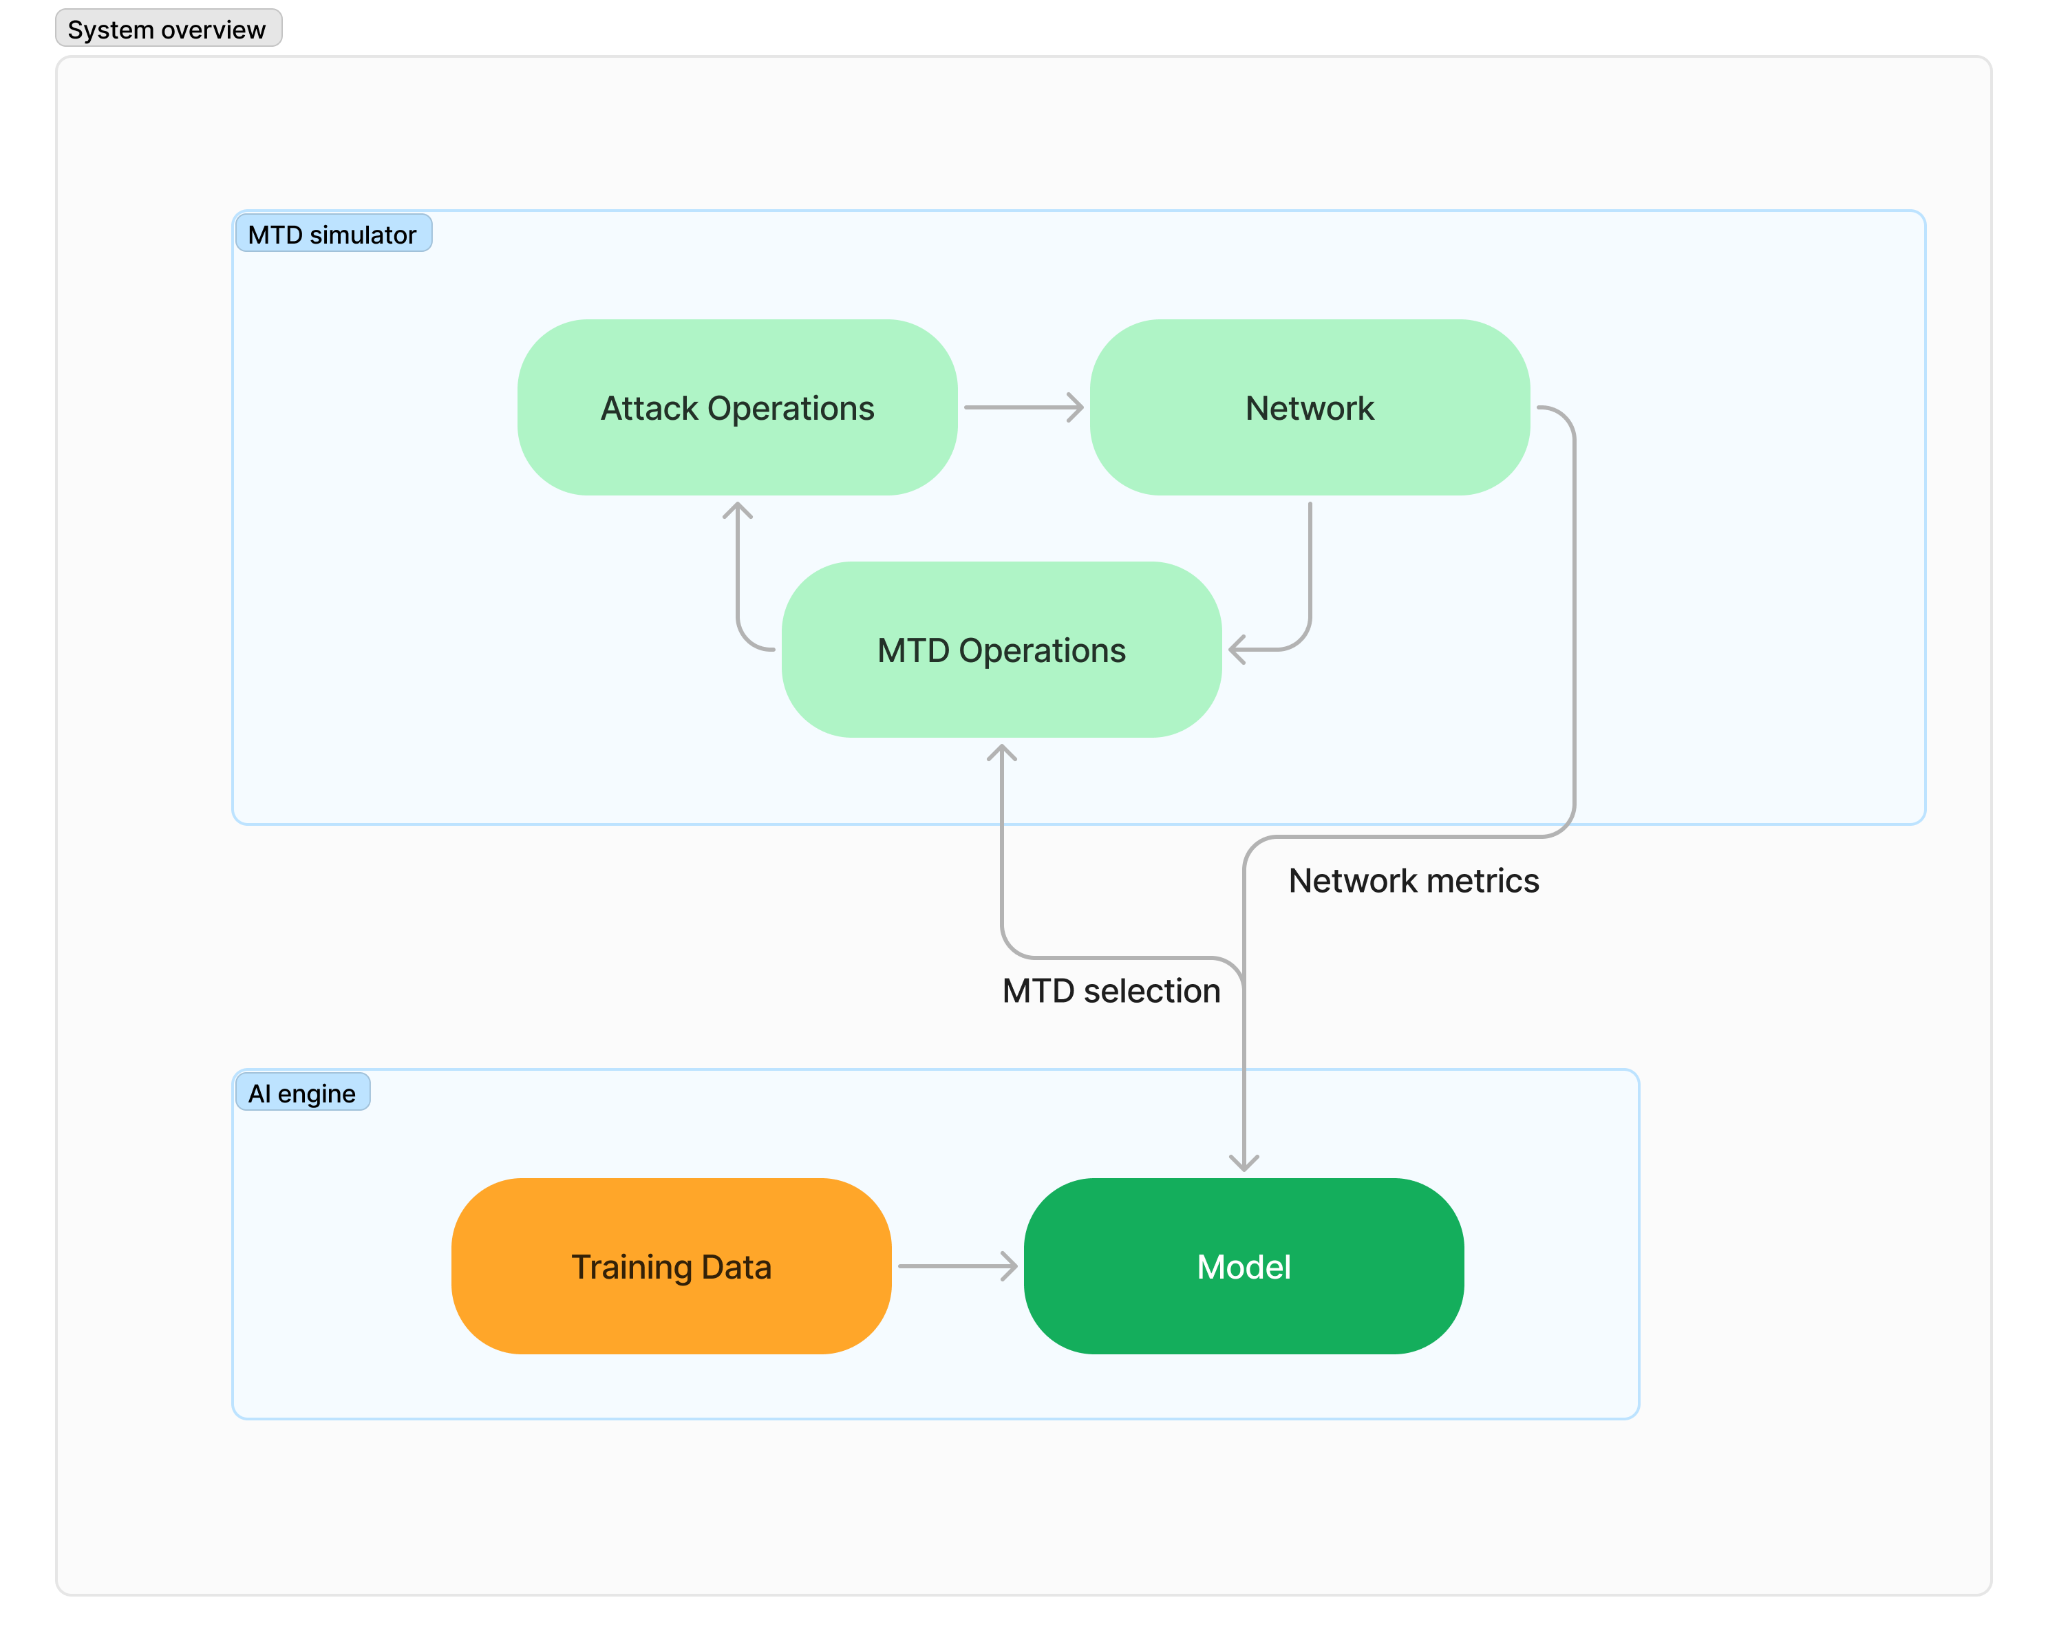 System overview
MTD simulator
Attack Operations
Network
MTD Operations
Network metrics
MTD selection
AI engine
Training Data
Model